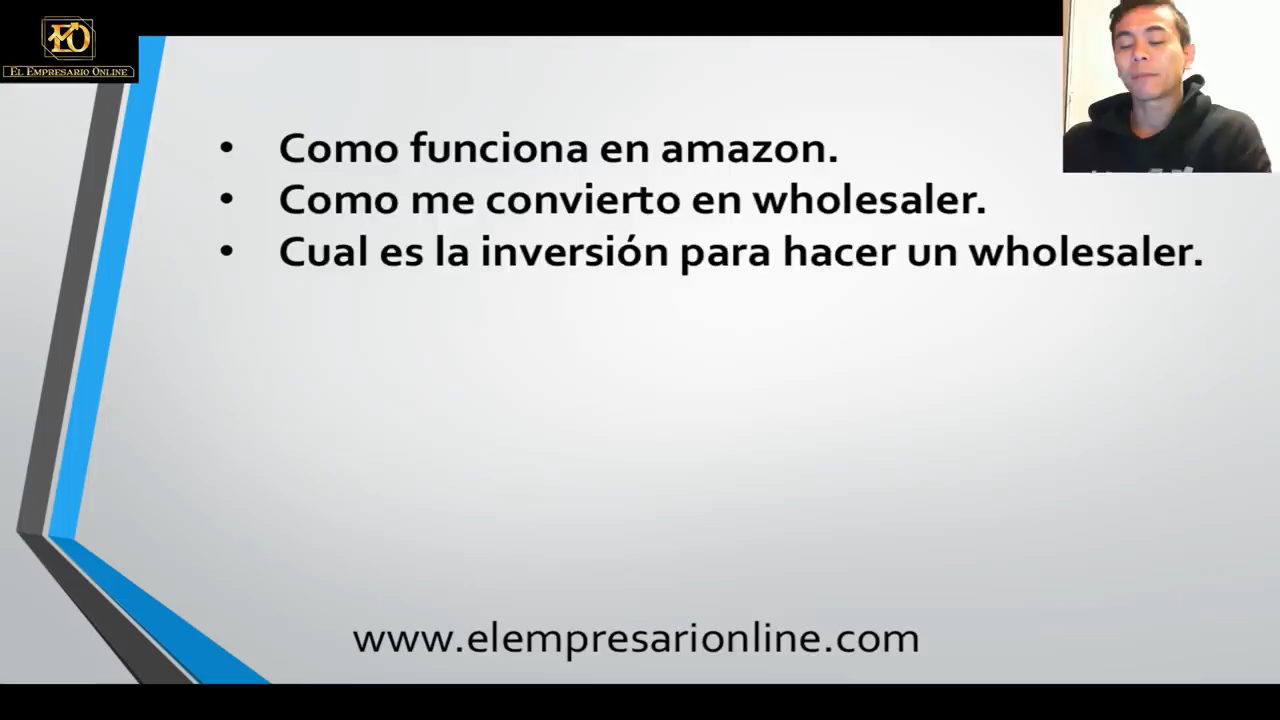 EO
EL EMPRESARIO ONLINE
• Como funciona en amazon.
• Como me convierto en wholesaler.
• Cual es la inversión para hacer un wholesaler.
www.elempresarionline.com